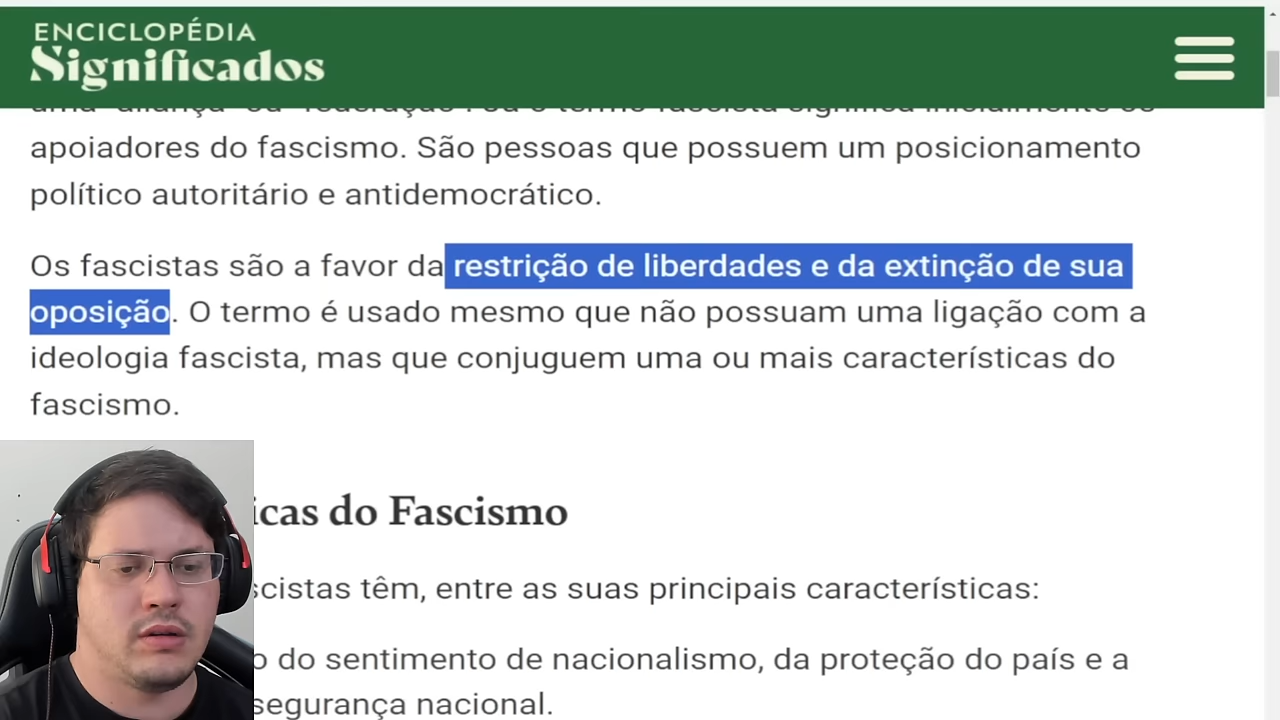 ENCICLOPÉDIA
Significados
uma "aliança" ou "federação". Já o termo fascista significa inicialmente os
apoiadores do fascismo. São pessoas que possuem um posicionamento
político autoritário e antidemocrático.
Os fascistas são a favor da restrição de liberdades e da extinção de sua
oposição. O termo é usado mesmo que não possuam uma ligação com a
ideologia fascista, mas que conjuguem uma ou mais características do
fascismo.
icas do Fascismo
scistas têm, entre as suas principais características:
o do sentimento de nacionalismo, da proteção do país e a
segurança nacional.